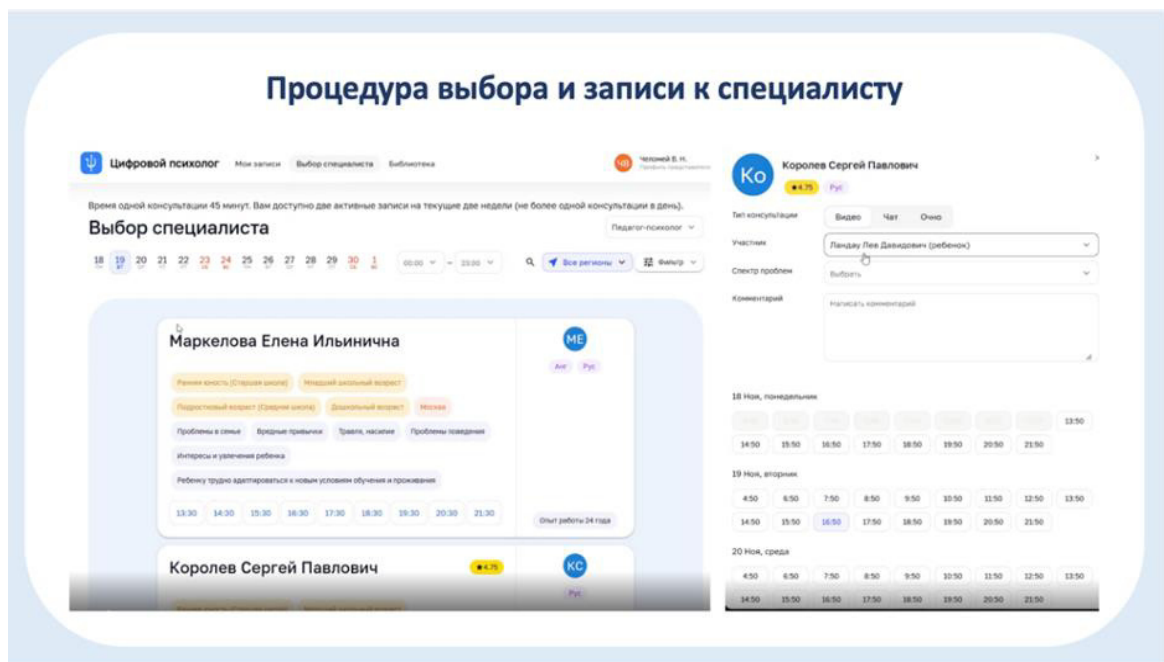 Процедура выбора и записи к специалисту
Цифровой психолог Мои записи Выбор специалиста Библиотека
ЧВ Челомей В. Н.
Время одной консультации 45 минут. Вам доступно две активные записи на текущие две недели (не более одной консультации в день).
Выбор специалиста
Педагог-психолог
18 19 20 21 22 23 24 25 26 27 28 29 30 1
00:00 – 23:00 Все регионы Фильтр
Маркелова Елена Ильинична
МЕ
Анг Рус
Ранняя юность (Старшая школа) Младший школьный возраст
Подростковый возраст (Средняя школа) Дошкольный возраст Москва
Проблемы в семье Вредные привычки Травля, насилие Проблемы поведения
Интересы и увлечения ребенка
Ребенку трудно адаптироваться к новым условиям обучения и проживания
13:30 14:30 15:30 16:30 17:30 18:30 19:30 20:30 21:30
Опыт работы 24 года
Королев Сергей Павлович
★4.75
КС
Рус
Ко
Королев Сергей Павлович
★4.75 Рус
Тип консультации Видео Чат Очно
Участник Ландау Лев Давидович (ребенок)
Спектр проблем Выбрать
Комментарий Написать комментарий
18 Ноя, понедельник
13:50
14:50 15:50 16:50 17:50 18:50 19:50 20:50 21:50
19 Ноя, вторник
4:50 6:50 7:50 8:50 9:50 10:50 11:50 12:50 13:50
14:50 15:50 16:50 17:50 18:50 19:50 20:50 21:50
20 Ноя, среда
4:50 6:50 7:50 8:50 9:50 10:50 11:50 12:50 13:50
14:50 15:50 16:50 17:50 18:50 19:50 20:50 21:50